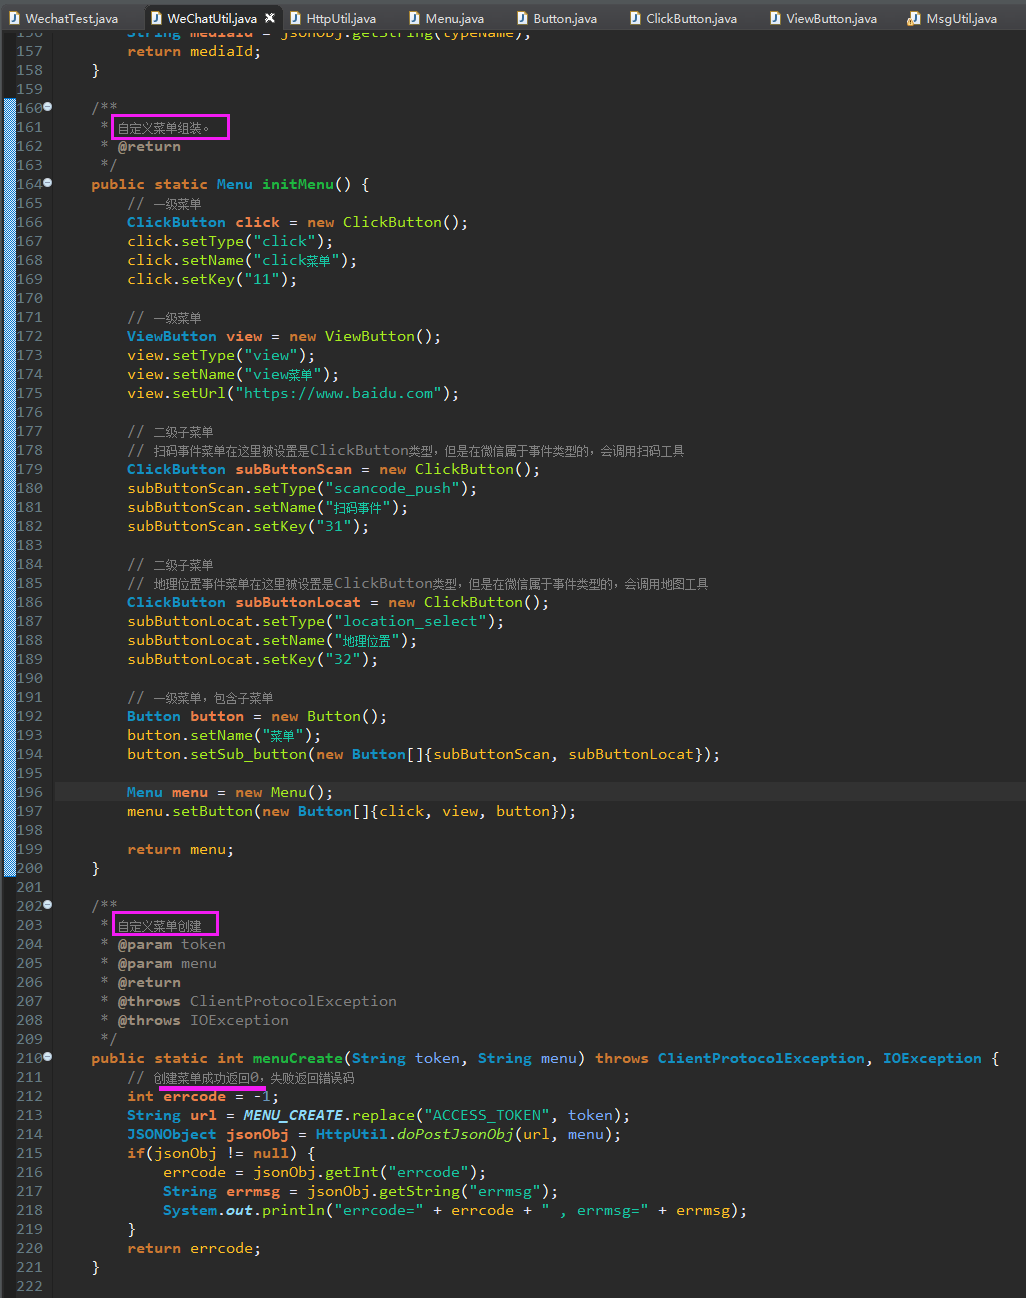 WechatTest.java WeChatUtil.java HttpUtil.java Menu.java Button.java ClickButton.java ViewButton.java MsgUtil.java
156 String mediaId = jsonObj.getString(typeName);
157 return mediaId;
158 }
159
160 /**
161 * 自定义菜单组装。
162 * @return
163 */
164 public static Menu initMenu() {
165 // 一级菜单
166 ClickButton click = new ClickButton();
167 click.setType("click");
168 click.setName("click菜单");
169 click.setKey("11");
170
171 // 一级菜单
172 ViewButton view = new ViewButton();
173 view.setType("view");
174 view.setName("view菜单");
175 view.setUrl("https://www.baidu.com");
176
177 // 二级子菜单
178 // 扫码事件菜单在这里被设置是ClickButton类型，但是在微信属于事件类型的，会调用扫码工具
179 ClickButton subButtonScan = new ClickButton();
180 subButtonScan.setType("scancode_push");
181 subButtonScan.setName("扫码事件");
182 subButtonScan.setKey("31");
183
184 // 二级子菜单
185 // 地理位置事件菜单在这里被设置是ClickButton类型，但是在微信属于事件类型的，会调用地图工具
186 ClickButton subButtonLocat = new ClickButton();
187 subButtonLocat.setType("location_select");
188 subButtonLocat.setName("地理位置");
189 subButtonLocat.setKey("32");
190
191 // 一级菜单，包含子菜单
192 Button button = new Button();
193 button.setName("菜单");
194 button.setSub_button(new Button[]{subButtonScan, subButtonLocat});
195
196 Menu menu = new Menu();
197 menu.setButton(new Button[]{click, view, button});
198
199 return menu;
200 }
201
202 /**
203 * 自定义菜单创建
204 * @param token
205 * @param menu
206 * @return
207 * @throws ClientProtocolException
208 * @throws IOException
209 */
210 public static int menuCreate(String token, String menu) throws ClientProtocolException, IOException {
211 // 创建菜单成功返回0，失败返回错误码
212 int errcode = -1;
213 String url = MENU_CREATE.replace("ACCESS_TOKEN", token);
214 JSONObject jsonObj = HttpUtil.doPostJsonObj(url, menu);
215 if(jsonObj != null) {
216 errcode = jsonObj.getInt("errcode");
217 String errmsg = jsonObj.getString("errmsg");
218 System.out.println("errcode=" + errcode + " , errmsg=" + errmsg);
219 }
220 return errcode;
221 }
222